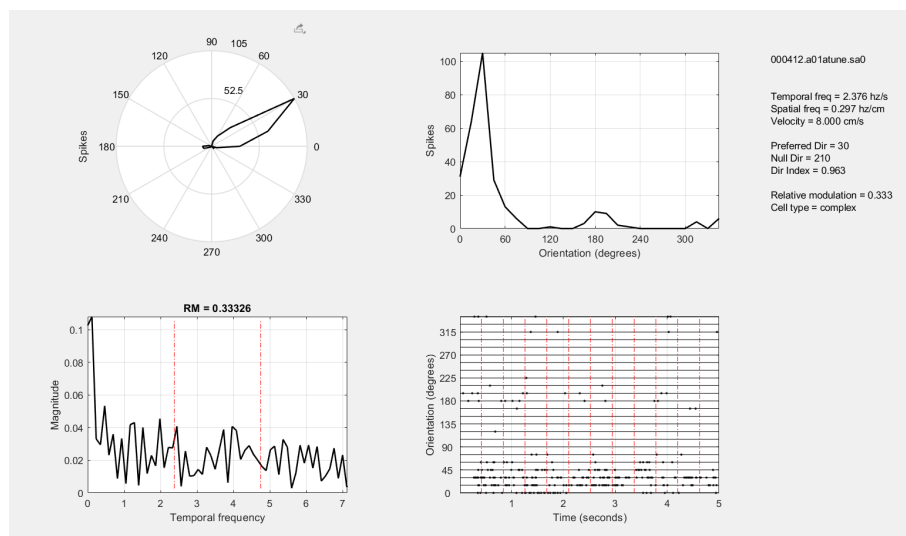 90 105
120 60
150 30
52.5
180 0
210 330
240 300
270
Spikes
100
80
60
40
20
0
Spikes
0 60 120 180 240 300
Orientation (degrees)
000412.a01atune.sa0
Temporal freq = 2.376 hz/s
Spatial freq = 0.297 hz/cm
Velocity = 8.000 cm/s
Preferred Dir = 30
Null Dir = 210
Dir Index = 0.963
Relative modulation = 0.333
Cell type = complex
RM = 0.33326
0.1
0.08
0.06
0.04
0.02
0
Magnitude
0 1 2 3 4 5 6 7
Temporal frequency
315
270
225
180
135
90
45
0
Orientation (degrees)
1 2 3 4 5
Time (seconds)